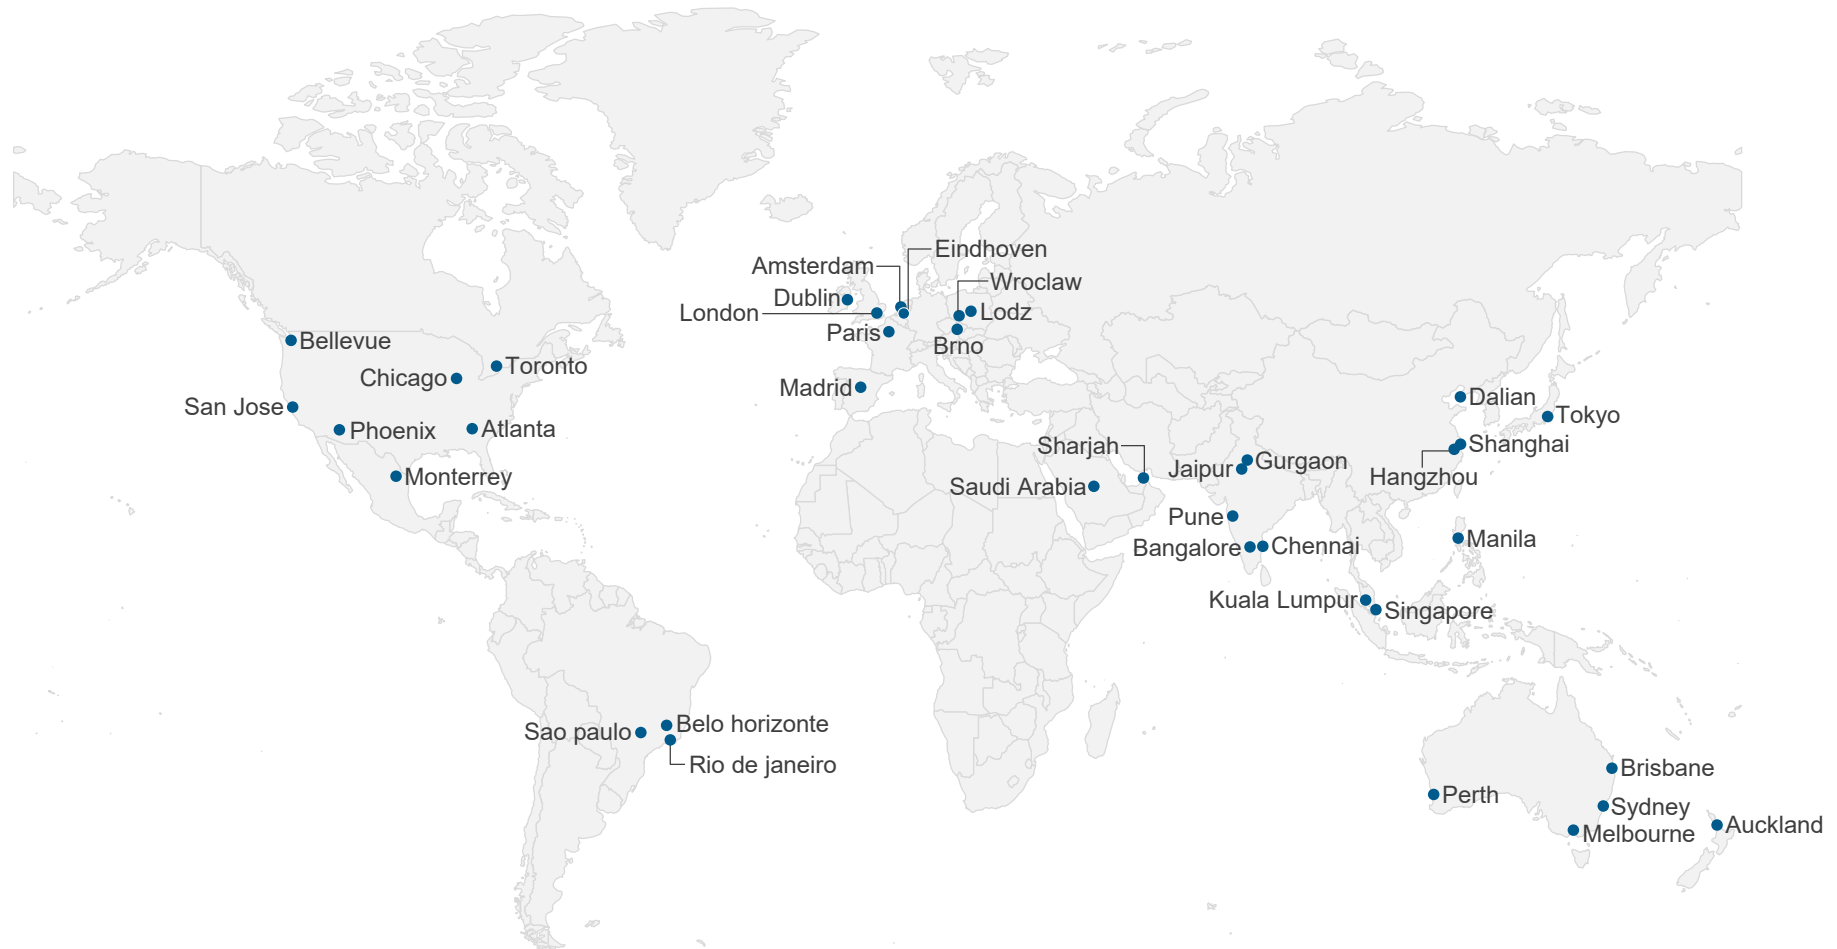 Eindhoven
Amsterdam
Wroclaw
Dublin
London
Lodz
Paris
Brno
Bellevue
Toronto
Chicago
Madrid
San Jose
Dalian
Tokyo
Phoenix
Atlanta
Sharjah
Shanghai
Gurgaon
Jaipur
Monterrey
Hangzhou
Saudi Arabia
Pune
Manila
Bangalore
Chennai
Kuala Lumpur
Singapore
Belo horizonte
Sao paulo
Rio de janeiro
Brisbane
Perth
Sydney
Auckland
Melbourne